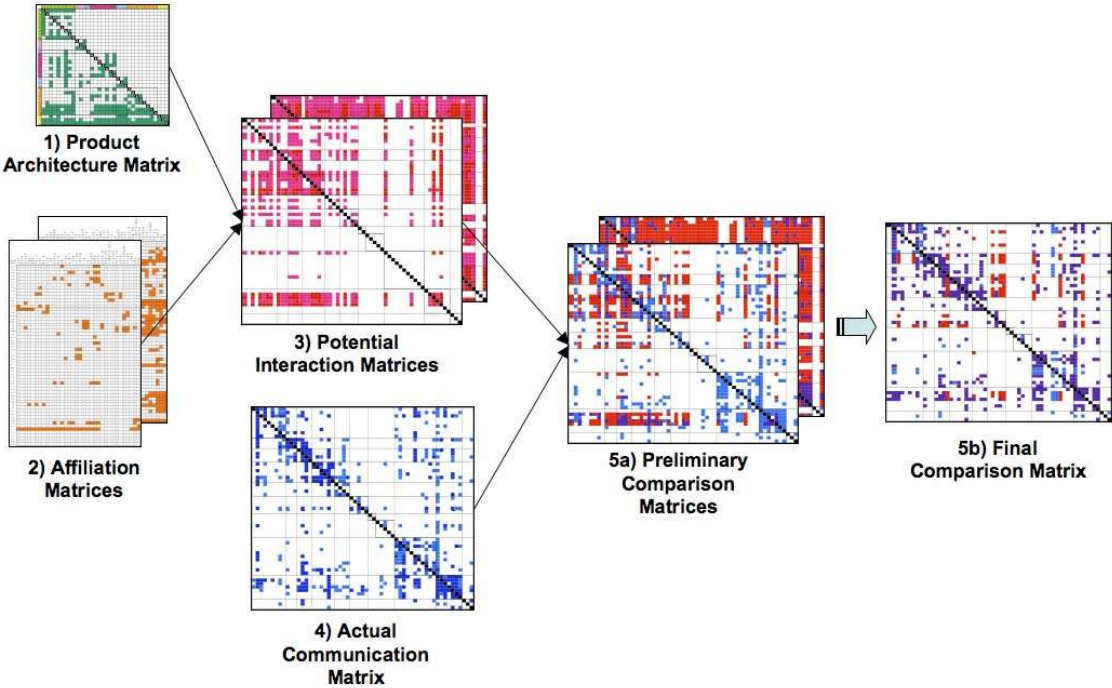 1) Product
Architecture Matrix
2) Affiliation
Matrices
3) Potential
Interaction Matrices
4) Actual
Communication
Matrix
5a) Preliminary
Comparison
Matrices
5b) Final
Comparison Matrix